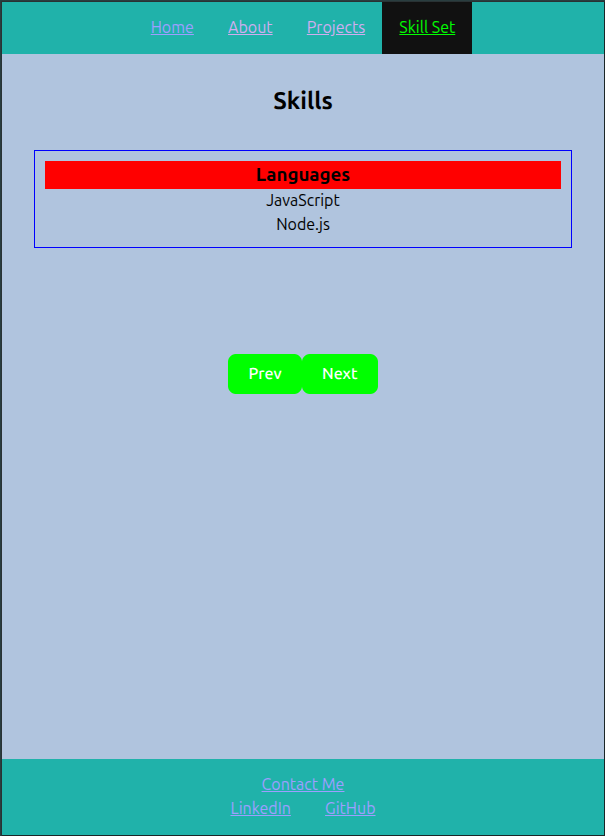 Home About Projects Skill Set
Skills
Languages
JavaScript
Node.js
Prev Next
Contact Me
LinkedIn GitHub